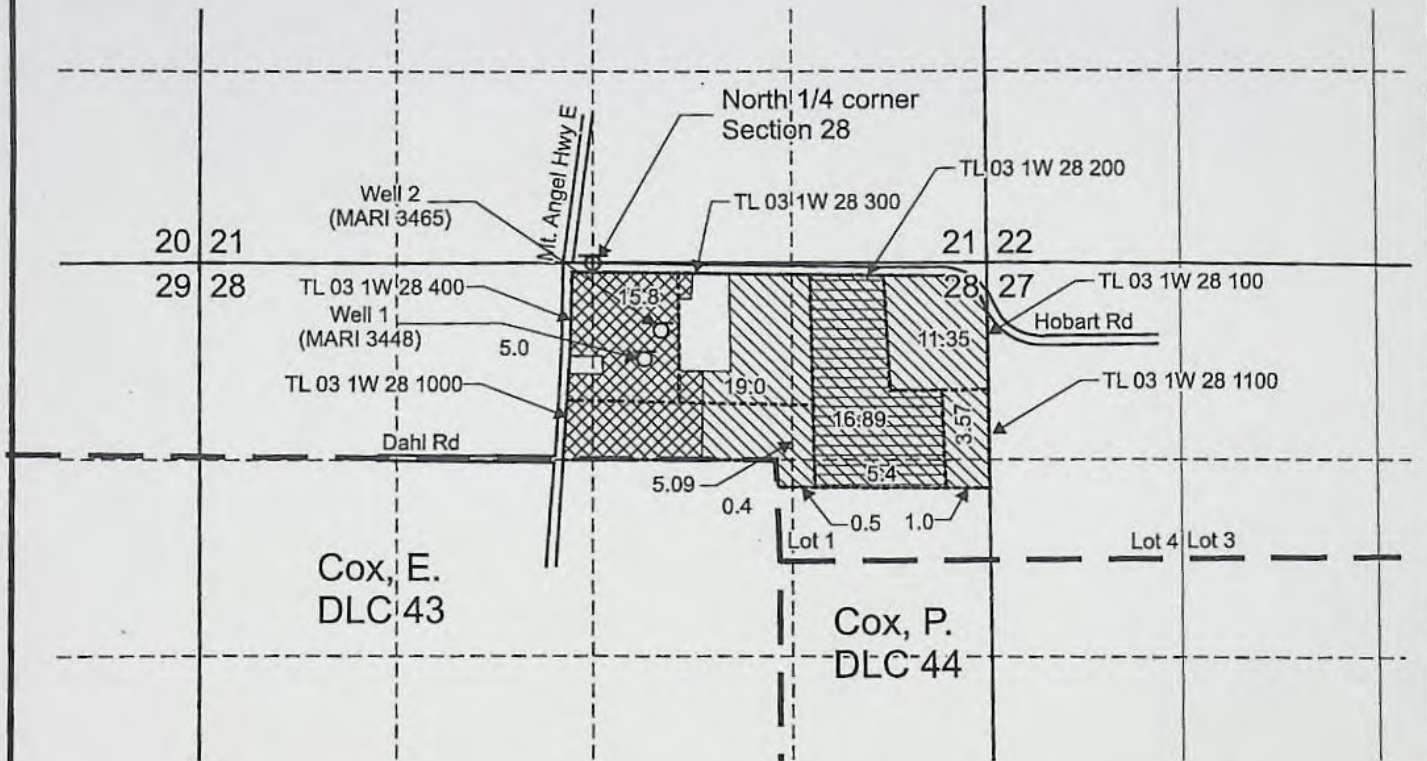 North 1/4 corner
Section 28
Mt. Angel Hwy E
TL 03 1W 28 200
Well 2
(MARI 3465)
TL 03 1W 28 300
20 21
21 22
29 28
28 27
TL 03 1W 28 400
15.8
TL 03 1W 28 100
Well 1
(MARI 3448)
5.0
Hobart Rd
11.35
TL 03 1W 28 1000
19.0
TL 03 1W 28 1100
16.89
3.57
Dahl Rd
5.09
5.4
0.4
0.5
1.0
Lot 1
Lot 4 Lot 3
Cox, E.
DLC 43
Cox, P.
DLC 44